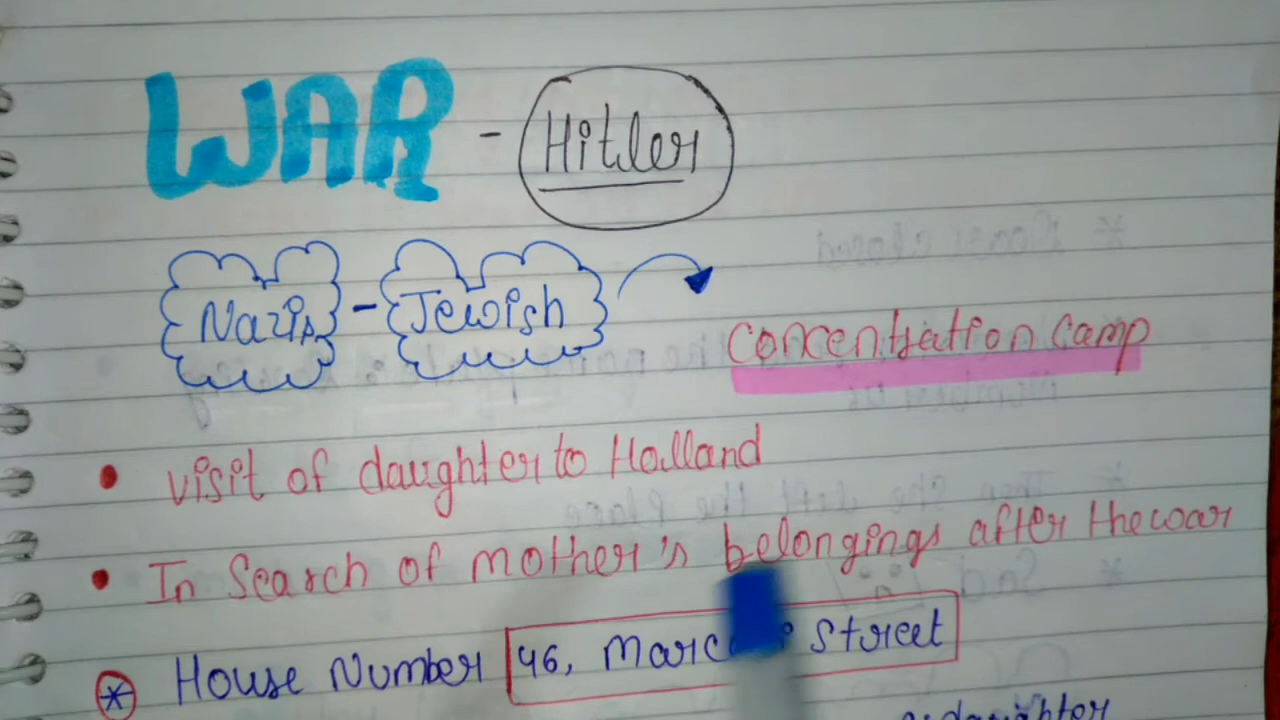 WAR - Hitler
Nazis - Jewish
Concentration Camp
• Visit of daughter to Holland
• In Search of mother's belongings after the war
* House Number 46, Street
daughter